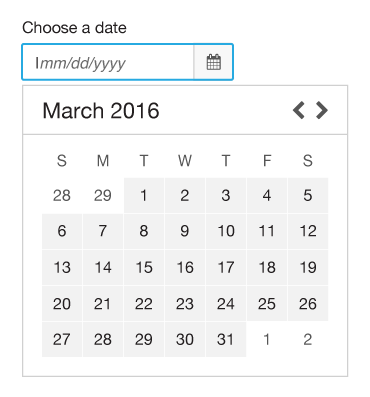 Choose a date
mm/dd/yyyy
March 2016
S M T W T F S
28 29 1 2 3 4 5
6 7 8 9 10 11 12
13 14 15 16 17 18 19
20 21 22 23 24 25 26
27 28 29 30 31 1 2